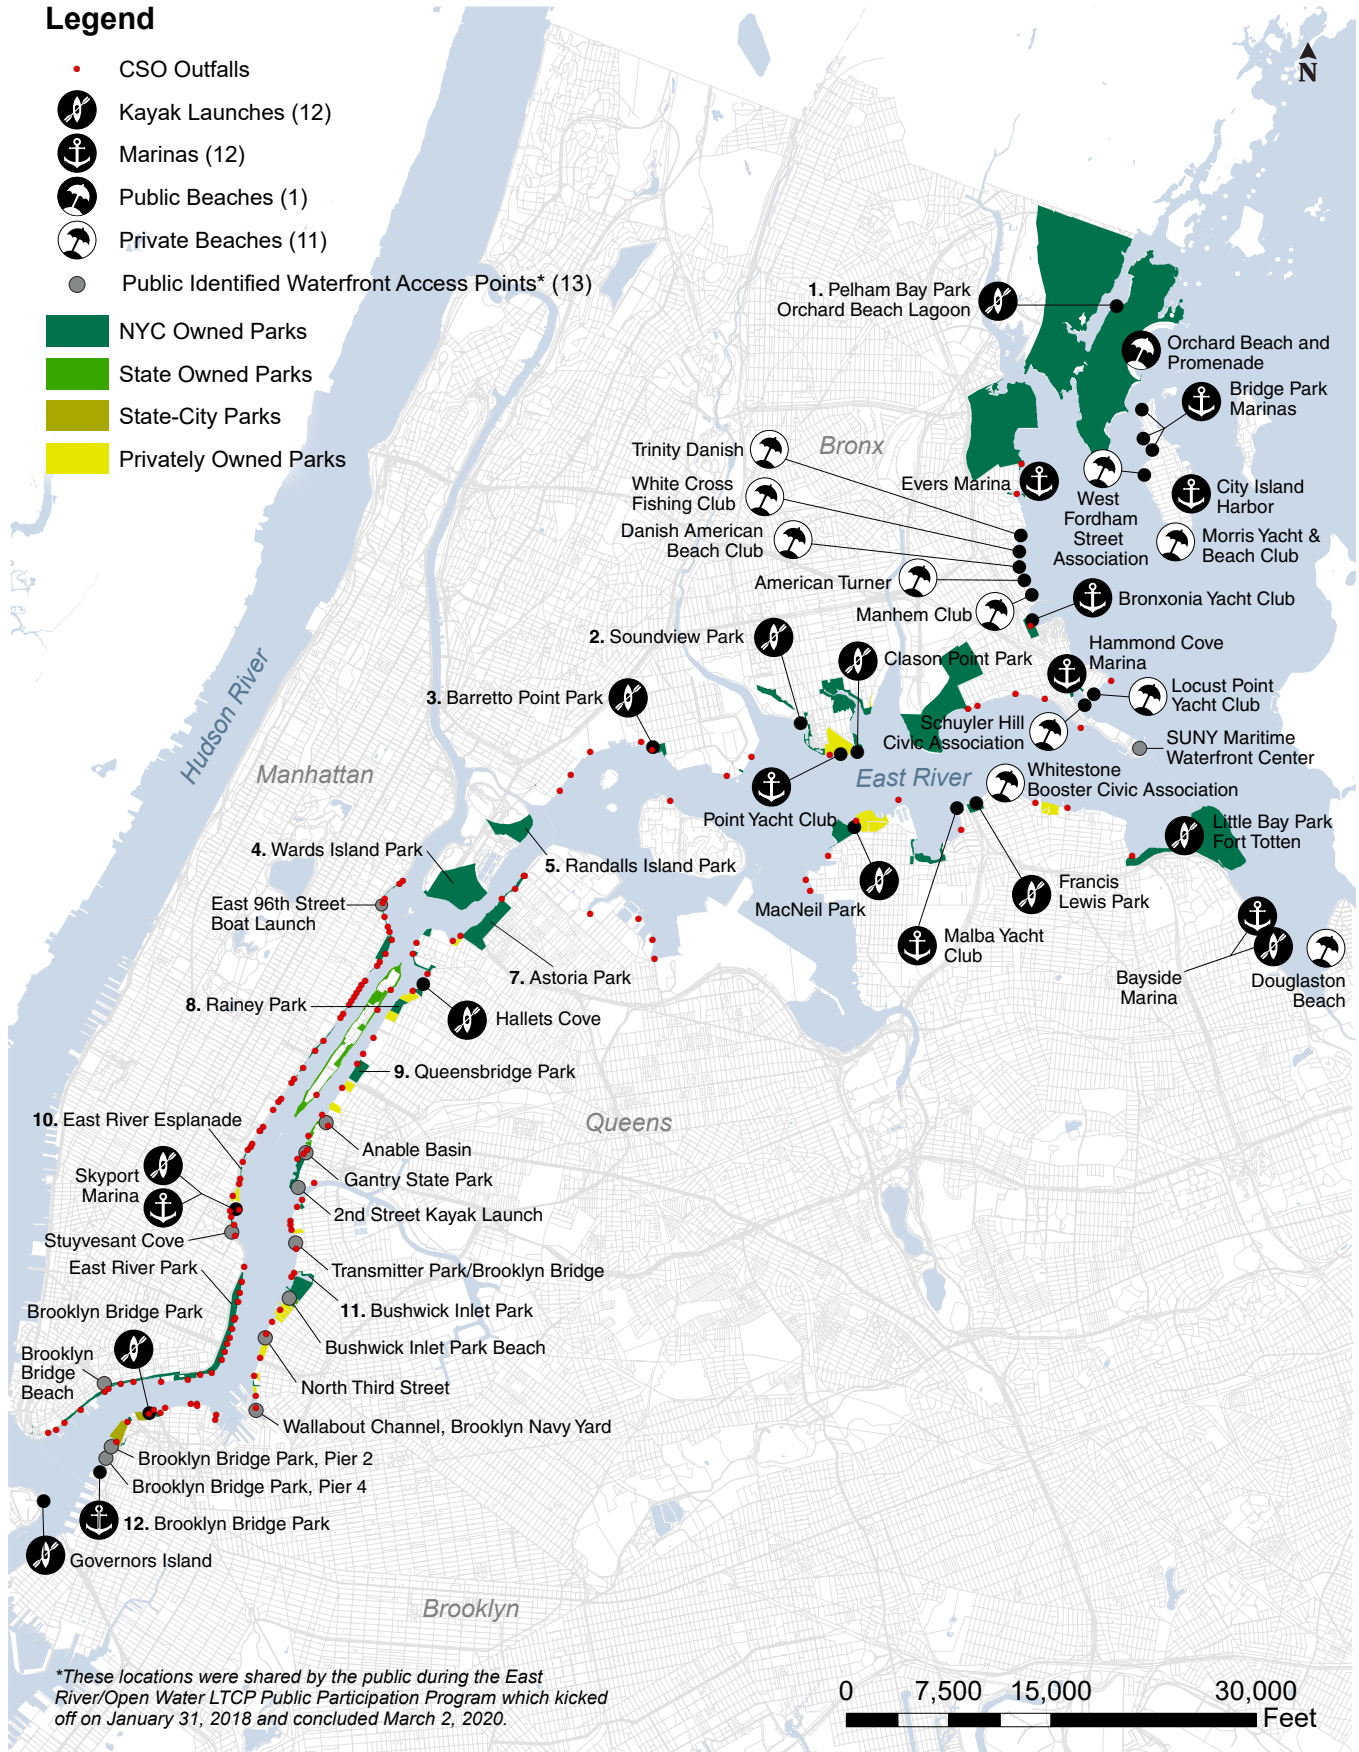 Legend
CSO Outfalls
Kayak Launches (12)
Marinas (12)
Public Beaches (1)
Private Beaches (11)
Public Identified Waterfront Access Points* (13)
NYC Owned Parks
State Owned Parks
State-City Parks
Privately Owned Parks
N
1. Pelham Bay Park
Orchard Beach Lagoon
Orchard Beach and
Promenade
Bridge Park
Marinas
Trinity Danish
Bronx
White Cross
Fishing Club
Evers Marina
West
Fordham
Street
Association
City Island
Harbor
Danish American
Beach Club
Morris Yacht &
Beach Club
American Turner
Manhem Club
Bronxonia Yacht Club
2. Soundview Park
Clason Point Park
Hammond Cove
Marina
3. Barretto Point Park
Locust Point
Yacht Club
Schuyler Hill
Civic Association
SUNY Maritime
Waterfront Center
Hudson River
Manhattan
East River
Whitestone
Booster Civic Association
Point Yacht Club
Little Bay Park
Fort Totten
4. Wards Island Park
5. Randalls Island Park
East 96th Street
Boat Launch
MacNeil Park
Francis
Lewis Park
Malba Yacht
Club
7. Astoria Park
Bayside
Marina
Douglaston
Beach
8. Rainey Park
Hallets Cove
9. Queensbridge Park
10. East River Esplanade
Queens
Anable Basin
Skyport
Marina
Gantry State Park
2nd Street Kayak Launch
Stuyvesant Cove
East River Park
Transmitter Park/Brooklyn Bridge
Brooklyn Bridge Park
11. Bushwick Inlet Park
Bushwick Inlet Park Beach
Brooklyn
Bridge
Beach
North Third Street
Wallabout Channel, Brooklyn Navy Yard
Brooklyn Bridge Park, Pier 2
Brooklyn Bridge Park, Pier 4
12. Brooklyn Bridge Park
Governors Island
Brooklyn
*These locations were shared by the public during the East
River/Open Water LTCP Public Participation Program which kicked
off on January 31, 2018 and concluded March 2, 2020.
0 7,500 15,000 30,000
Feet